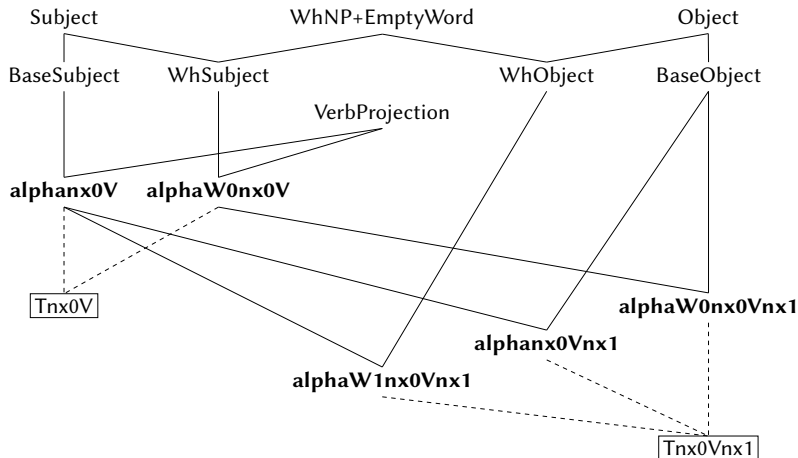 Subject WhNP+EmptyWord Object
BaseSubject WhSubject WhObject BaseObject
VerbProjection
alphanx0V alphaW0nx0V
Tnx0V
alphaW0nx0Vnx1
alphanx0Vnx1
alphaW1nx0Vnx1
Tnx0Vnx1